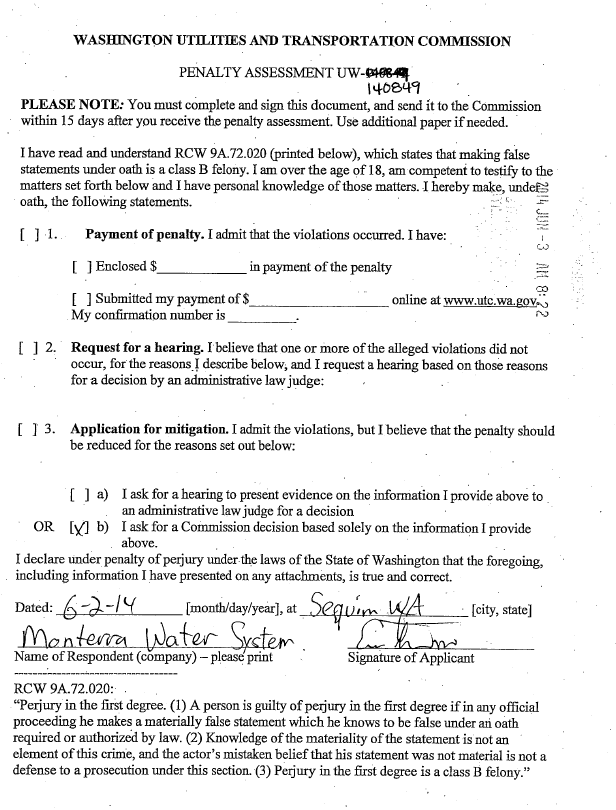 WASHINGTON UTILITIES AND TRANSPORTATION COMMISSION
PENALTY ASSESSMENT UW-
140849
PLEASE NOTE: You must complete and sign this document, and send it to the Commission
within 15 days after you receive the penalty assessment. Use additional paper if needed.
I have read and understand RCW 9A.72.020 (printed below), which states that making false
statements under oath is a class B felony. I am over the age of 18, am competent to testify to the
matters set forth below and I have personal knowledge of those matters. I hereby make, under
oath, the following statements.
[ ] 1. Payment of penalty. I admit that the violations occurred. I have:
[ ] Enclosed $______________ in payment of the penalty
[ ] Submitted my payment of $______________________ online at www.utc.wa.gov.
My confirmation number is ___________.
[ ] 2. Request for a hearing. I believe that one or more of the alleged violations did not
occur, for the reasons I describe below, and I request a hearing based on those reasons
for a decision by an administrative law judge:
[ ] 3. Application for mitigation. I admit the violations, but I believe that the penalty should
be reduced for the reasons set out below:
[ ] a) I ask for a hearing to present evidence on the information I provide above to
an administrative law judge for a decision
OR [✓] b) I ask for a Commission decision based solely on the information I provide
above.
I declare under penalty of perjury under the laws of the State of Washington that the foregoing,
including information I have presented on any attachments, is true and correct.
Dated: 6-2-14 [month/day/year], at Sequim WA [city, state]
Monterra Water System
Name of Respondent (company) – please print Signature of Applicant
-----------------------------------
RCW 9A.72.020:
"Perjury in the first degree. (1) A person is guilty of perjury in the first degree if in any official
proceeding he makes a materially false statement which he knows to be false under an oath
required or authorized by law. (2) Knowledge of the materiality of the statement is not an
element of this crime, and the actor's mistaken belief that his statement was not material is not a
defense to a prosecution under this section. (3) Perjury in the first degree is a class B felony."